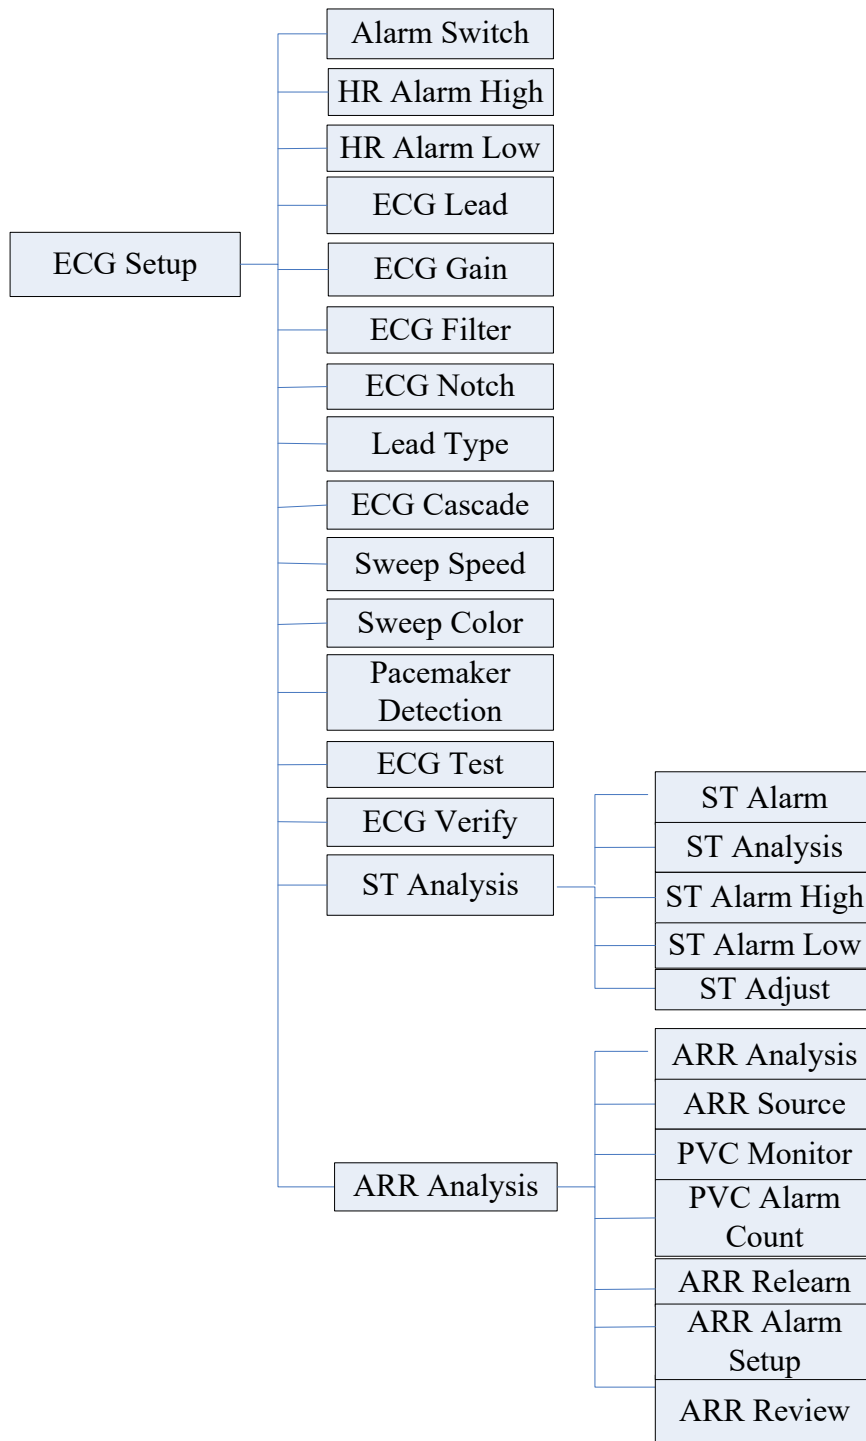 Alarm Switch
HR Alarm High
HR Alarm Low
ECG Lead
ECG Setup
ECG Gain
ECG Filter
ECG Notch
Lead Type
ECG Cascade
Sweep Speed
Sweep Color
Pacemaker
Detection
ECG Test
ECG Verify
ST Analysis
ST Alarm
ST Analysis
ST Alarm High
ST Alarm Low
ST Adjust
ARR Analysis
ARR Analysis
ARR Source
PVC Monitor
PVC Alarm
Count
ARR Relearn
ARR Alarm
Setup
ARR Review